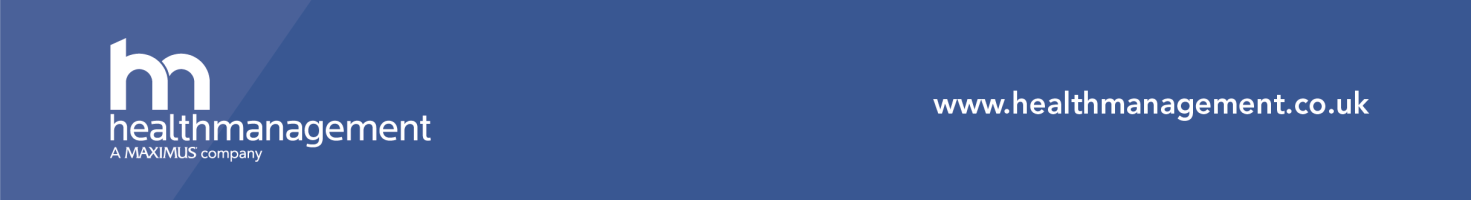 hm
healthmanagement
A MAXIMUS company
www.healthmanagement.co.uk